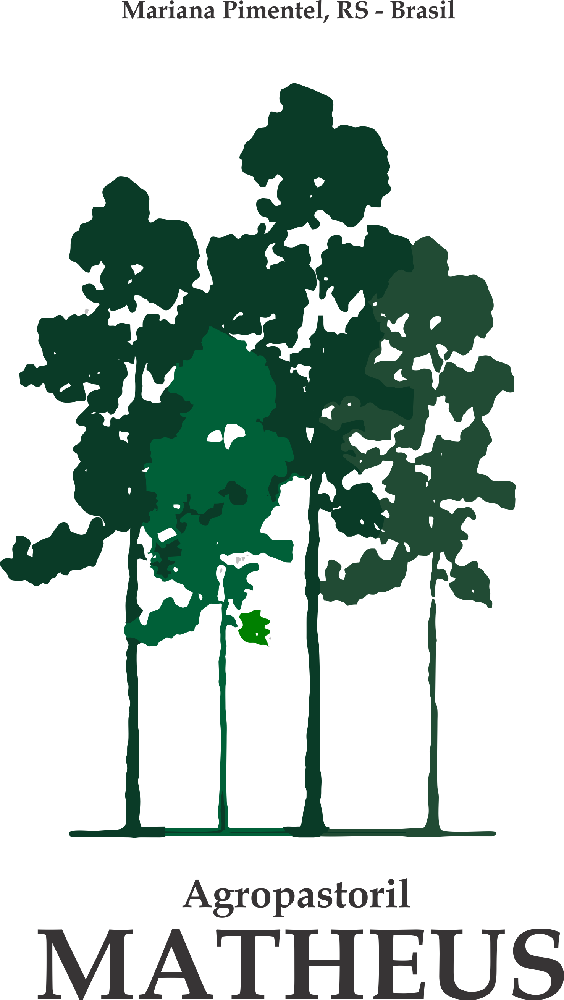 Mariana Pimentel, RS - Brasil
Agropastoril
MATHEUS